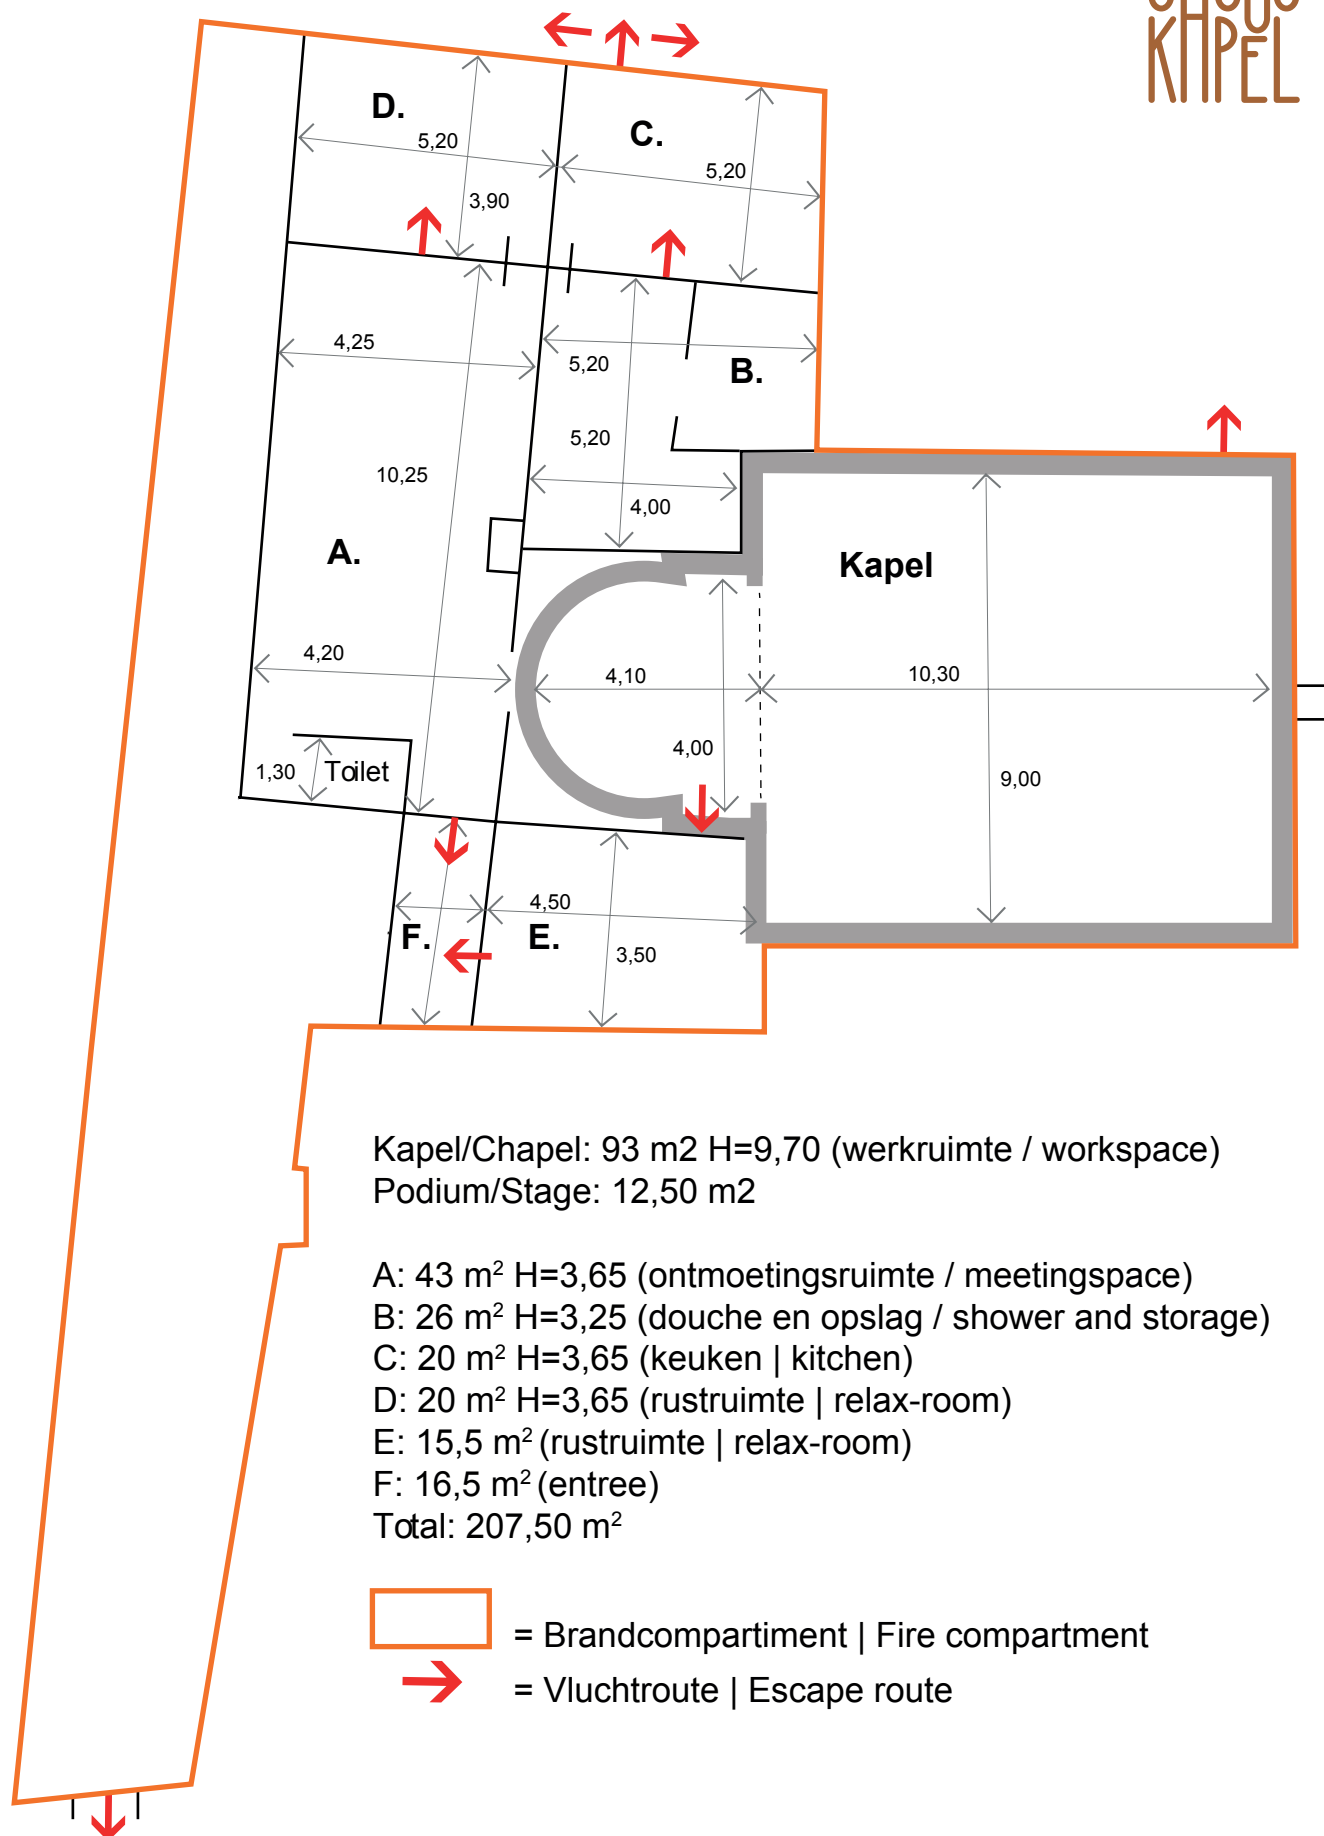 KAPEL
D.
C.
5,20
5,20
3,90
4,25
5,20
B.
5,20
10,25
4,00
A.
Kapel
4,20
4,10
10,30
4,00
1,30
Toilet
9,00
4,50
F.
E.
3,50
Kapel/Chapel: 93 m2 H=9,70 (werkruimte / workspace)
Podium/Stage: 12,50 m2
A: 43 m² H=3,65 (ontmoetingsruimte / meetingspace)
B: 26 m² H=3,25 (douche en opslag / shower and storage)
C: 20 m² H=3,65 (keuken | kitchen)
D: 20 m² H=3,65 (rustruimte | relax-room)
E: 15,5 m² (rustruimte | relax-room)
F: 16,5 m² (entree)
Total: 207,50 m²
= Brandcompartiment | Fire compartment
= Vluchtroute | Escape route